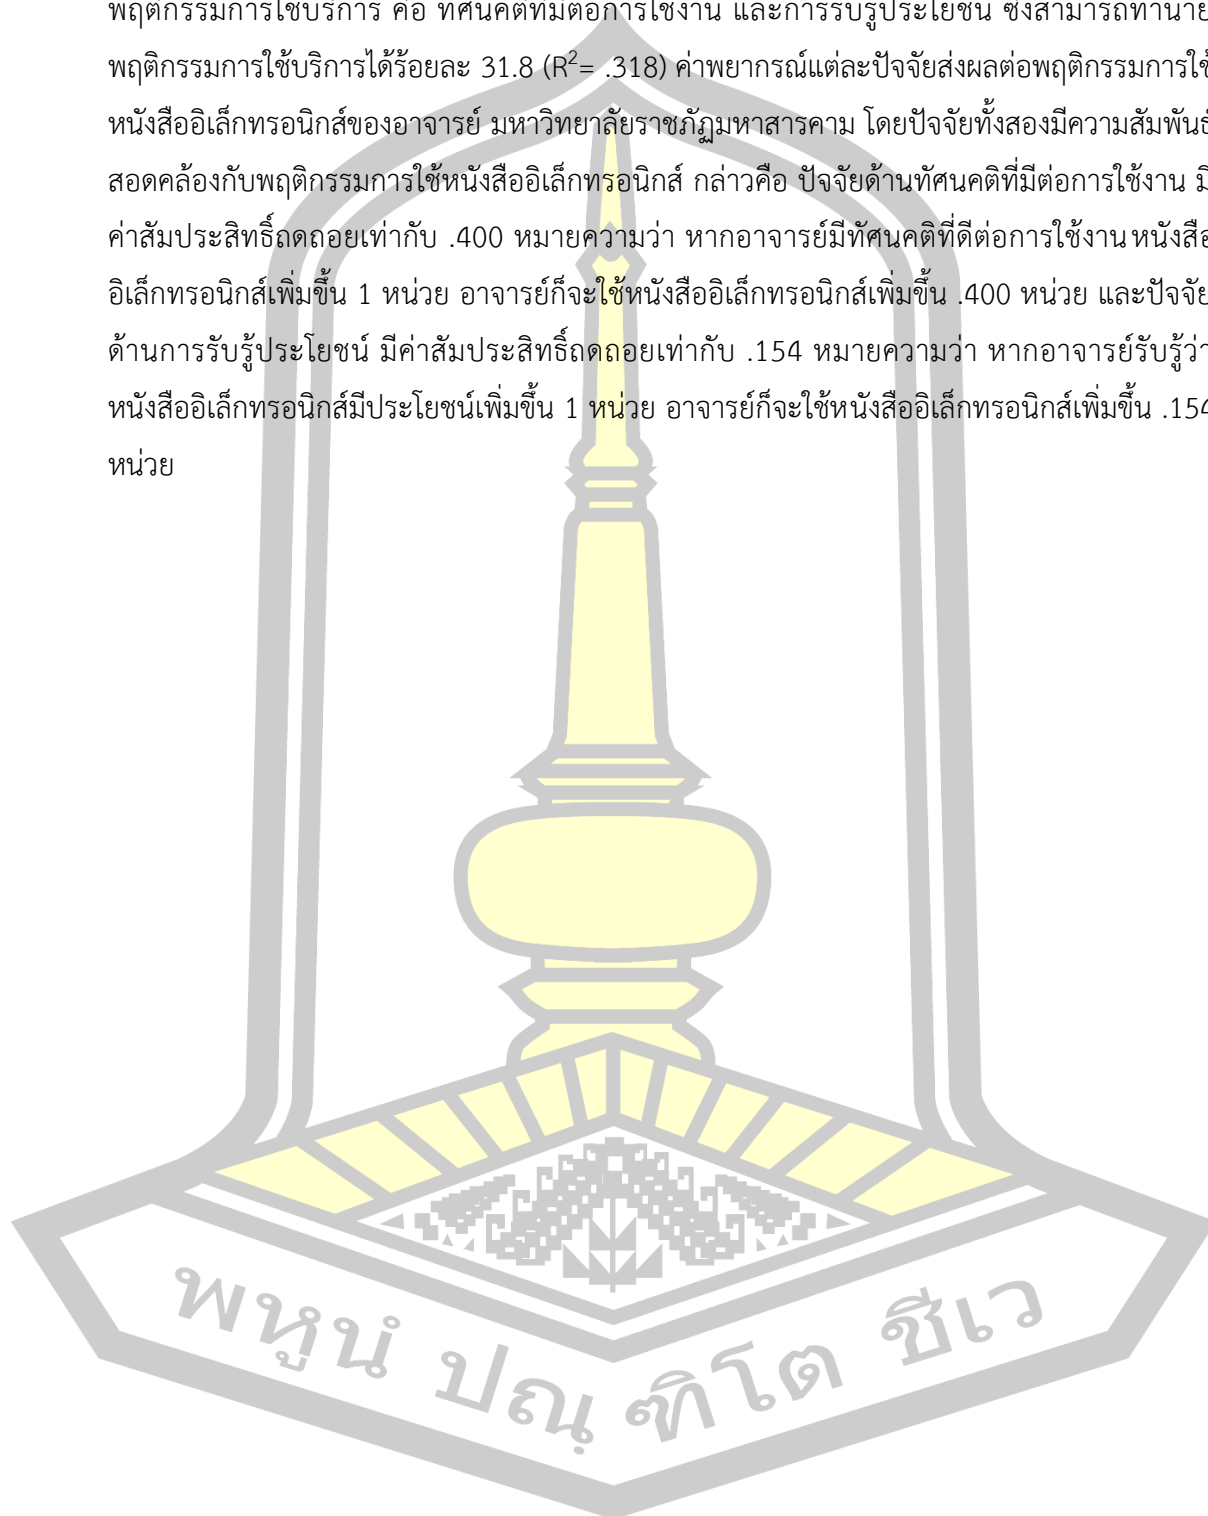 พฤติกรรมการใช้บริการ คือ ทัศนคติที่มีต่อการใช้งาน และการรับรู้ประโยชน์ ซึ่งสามารถทำนาย
พฤติกรรมการใช้บริการได้ร้อยละ 31.8 (R²= .318) ค่าพยากรณ์แต่ละปัจจัยส่งผลต่อพฤติกรรมการใช้
หนังสืออิเล็กทรอนิกส์ของอาจารย์ มหาวิทยาลัยราชภัฏมหาสารคาม โดยปัจจัยทั้งสองมีความสัมพันธ์
สอดคล้องกับพฤติกรรมการใช้หนังสืออิเล็กทรอนิกส์ กล่าวคือ ปัจจัยด้านทัศนคติที่มีต่อการใช้งาน มี
ค่าสัมประสิทธิ์ถดถอยเท่ากับ .400 หมายความว่า หากอาจารย์มีทัศนคติที่ดีต่อการใช้งานหนังสือ
อิเล็กทรอนิกส์เพิ่มขึ้น 1 หน่วย อาจารย์ก็จะใช้หนังสืออิเล็กทรอนิกส์เพิ่มขึ้น .400 หน่วย และปัจจัย
ด้านการรับรู้ประโยชน์ มีค่าสัมประสิทธิ์ถดถอยเท่ากับ .154 หมายความว่า หากอาจารย์รับรู้ว่า
หนังสืออิเล็กทรอนิกส์มีประโยชน์เพิ่มขึ้น 1 หน่วย อาจารย์ก็จะใช้หนังสืออิเล็กทรอนิกส์เพิ่มขึ้น .154
หน่วย
พหูนํ ปณฺฑิโต ชีเว